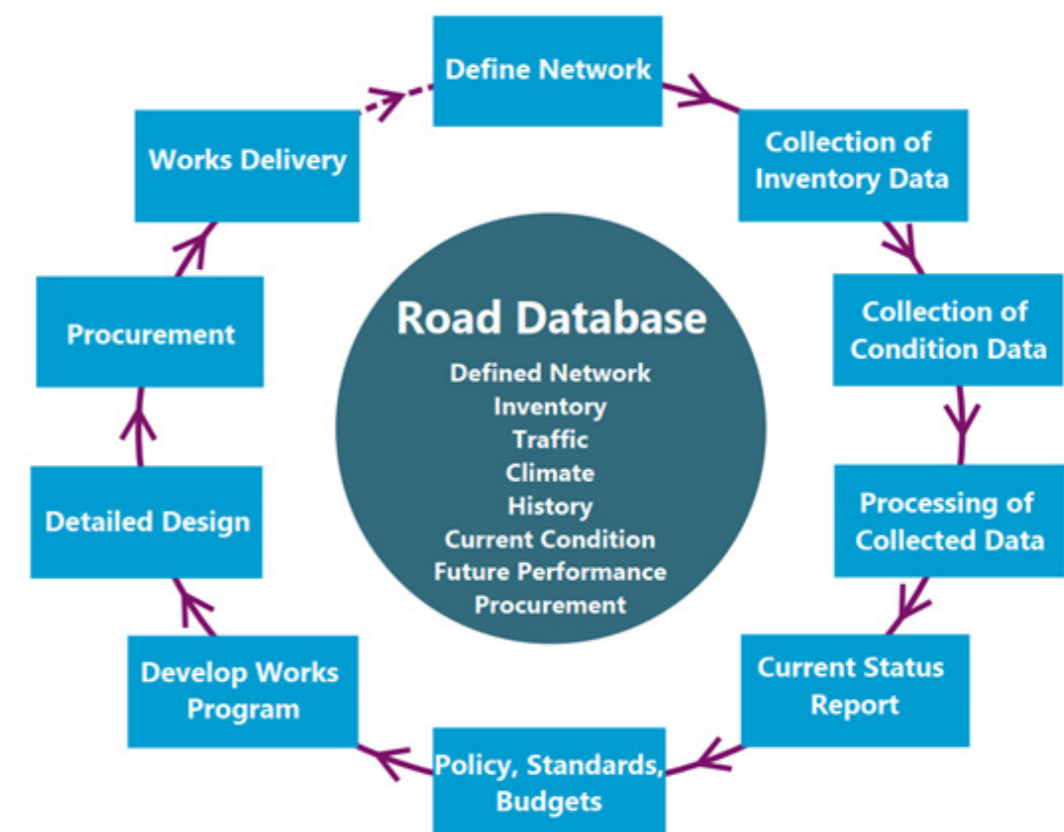 Define Network
Collection of
Inventory Data
Collection of
Condition Data
Processing of
Collected Data
Current Status
Report
Policy, Standards,
Budgets
Develop Works
Program
Detailed Design
Procurement
Works Delivery
Road Database
Defined Network
Inventory
Traffic
Climate
History
Current Condition
Future Performance
Procurement